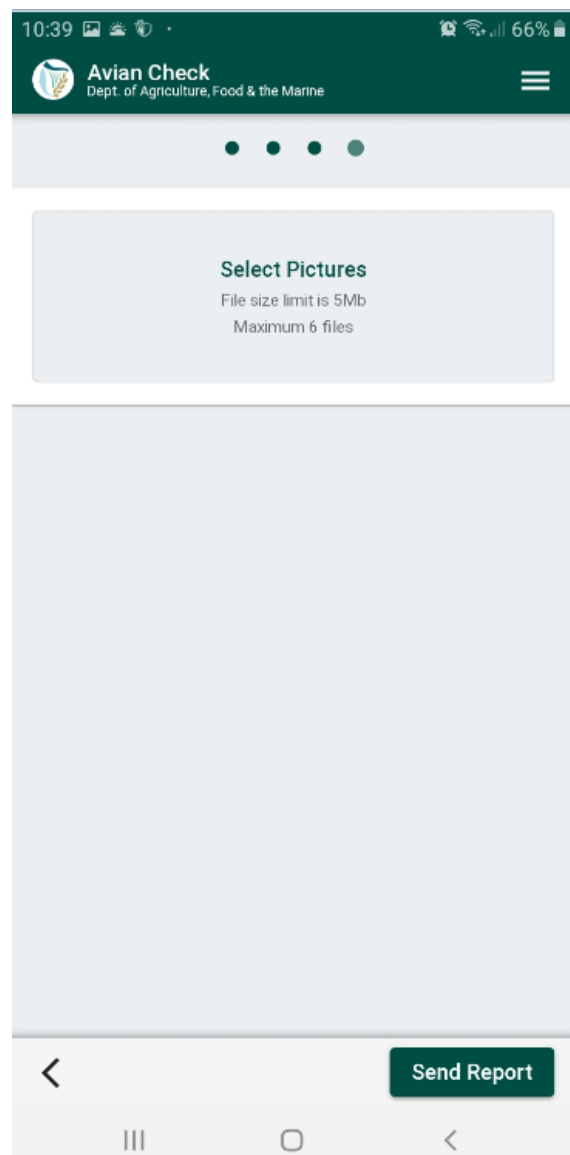 10:39
66%
Avian Check
Dept. of Agriculture, Food & the Marine
Select Pictures
File size limit is 5Mb
Maximum 6 files
Send Report